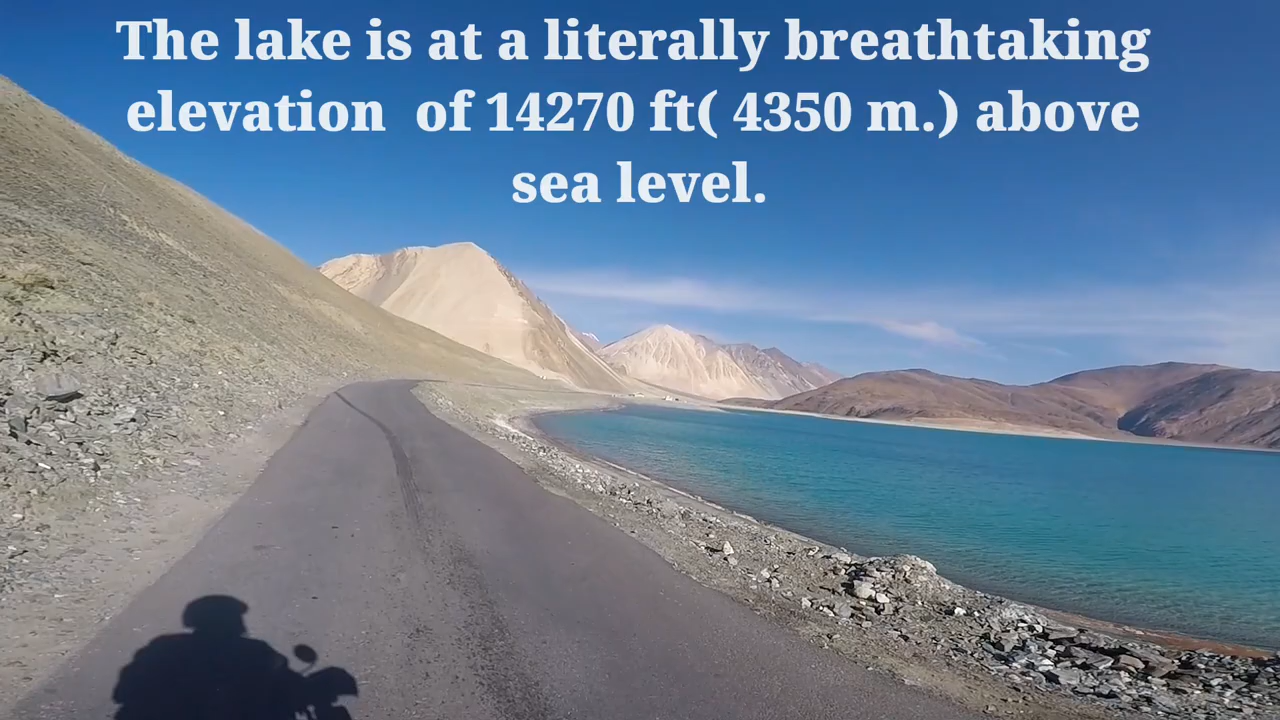 The lake is at a literally breathtaking
elevation  of 14270 ft( 4350 m.) above
sea level.